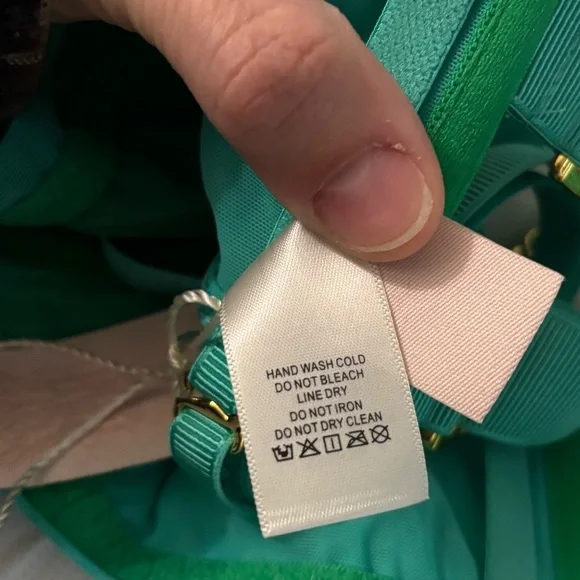 HAND WASH COLD
DO NOT BLEACH
LINE DRY
DO NOT IRON
DO NOT DRY CLEAN